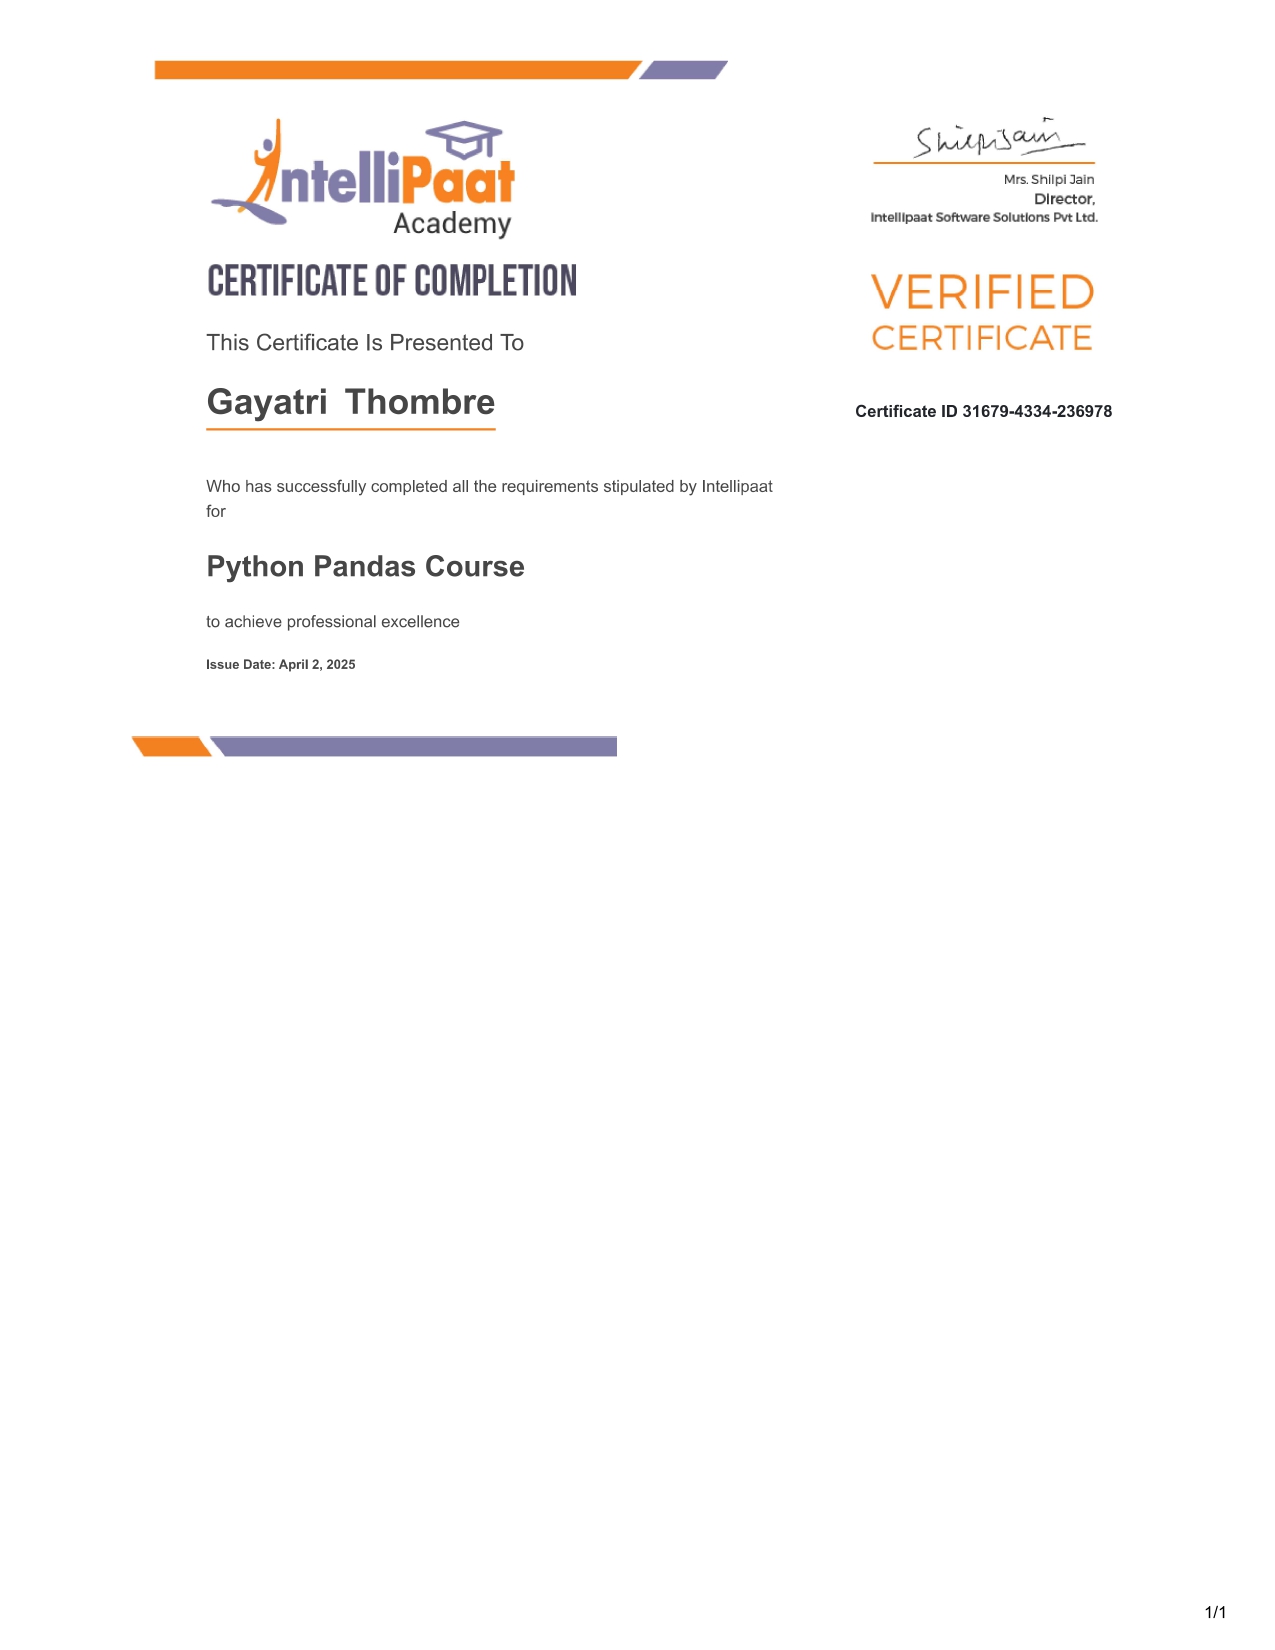 IntelliPaat
Academy
CERTIFICATE OF COMPLETION
This Certificate Is Presented To
Gayatri Thombre
Who has successfully completed all the requirements stipulated by Intellipaat
for
Python Pandas Course
to achieve professional excellence
Issue Date: April 2, 2025
Shilpi Jain
Mrs. Shilpi Jain
Director,
Intellipaat Software Solutions Pvt Ltd.
VERIFIED
CERTIFICATE
Certificate ID 31679-4334-236978
1/1